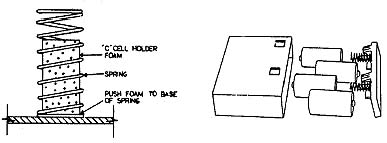 "C" CELL HOLDER
FOAM
SPRING
PUSH FOAM TO BASE
OF SPRING